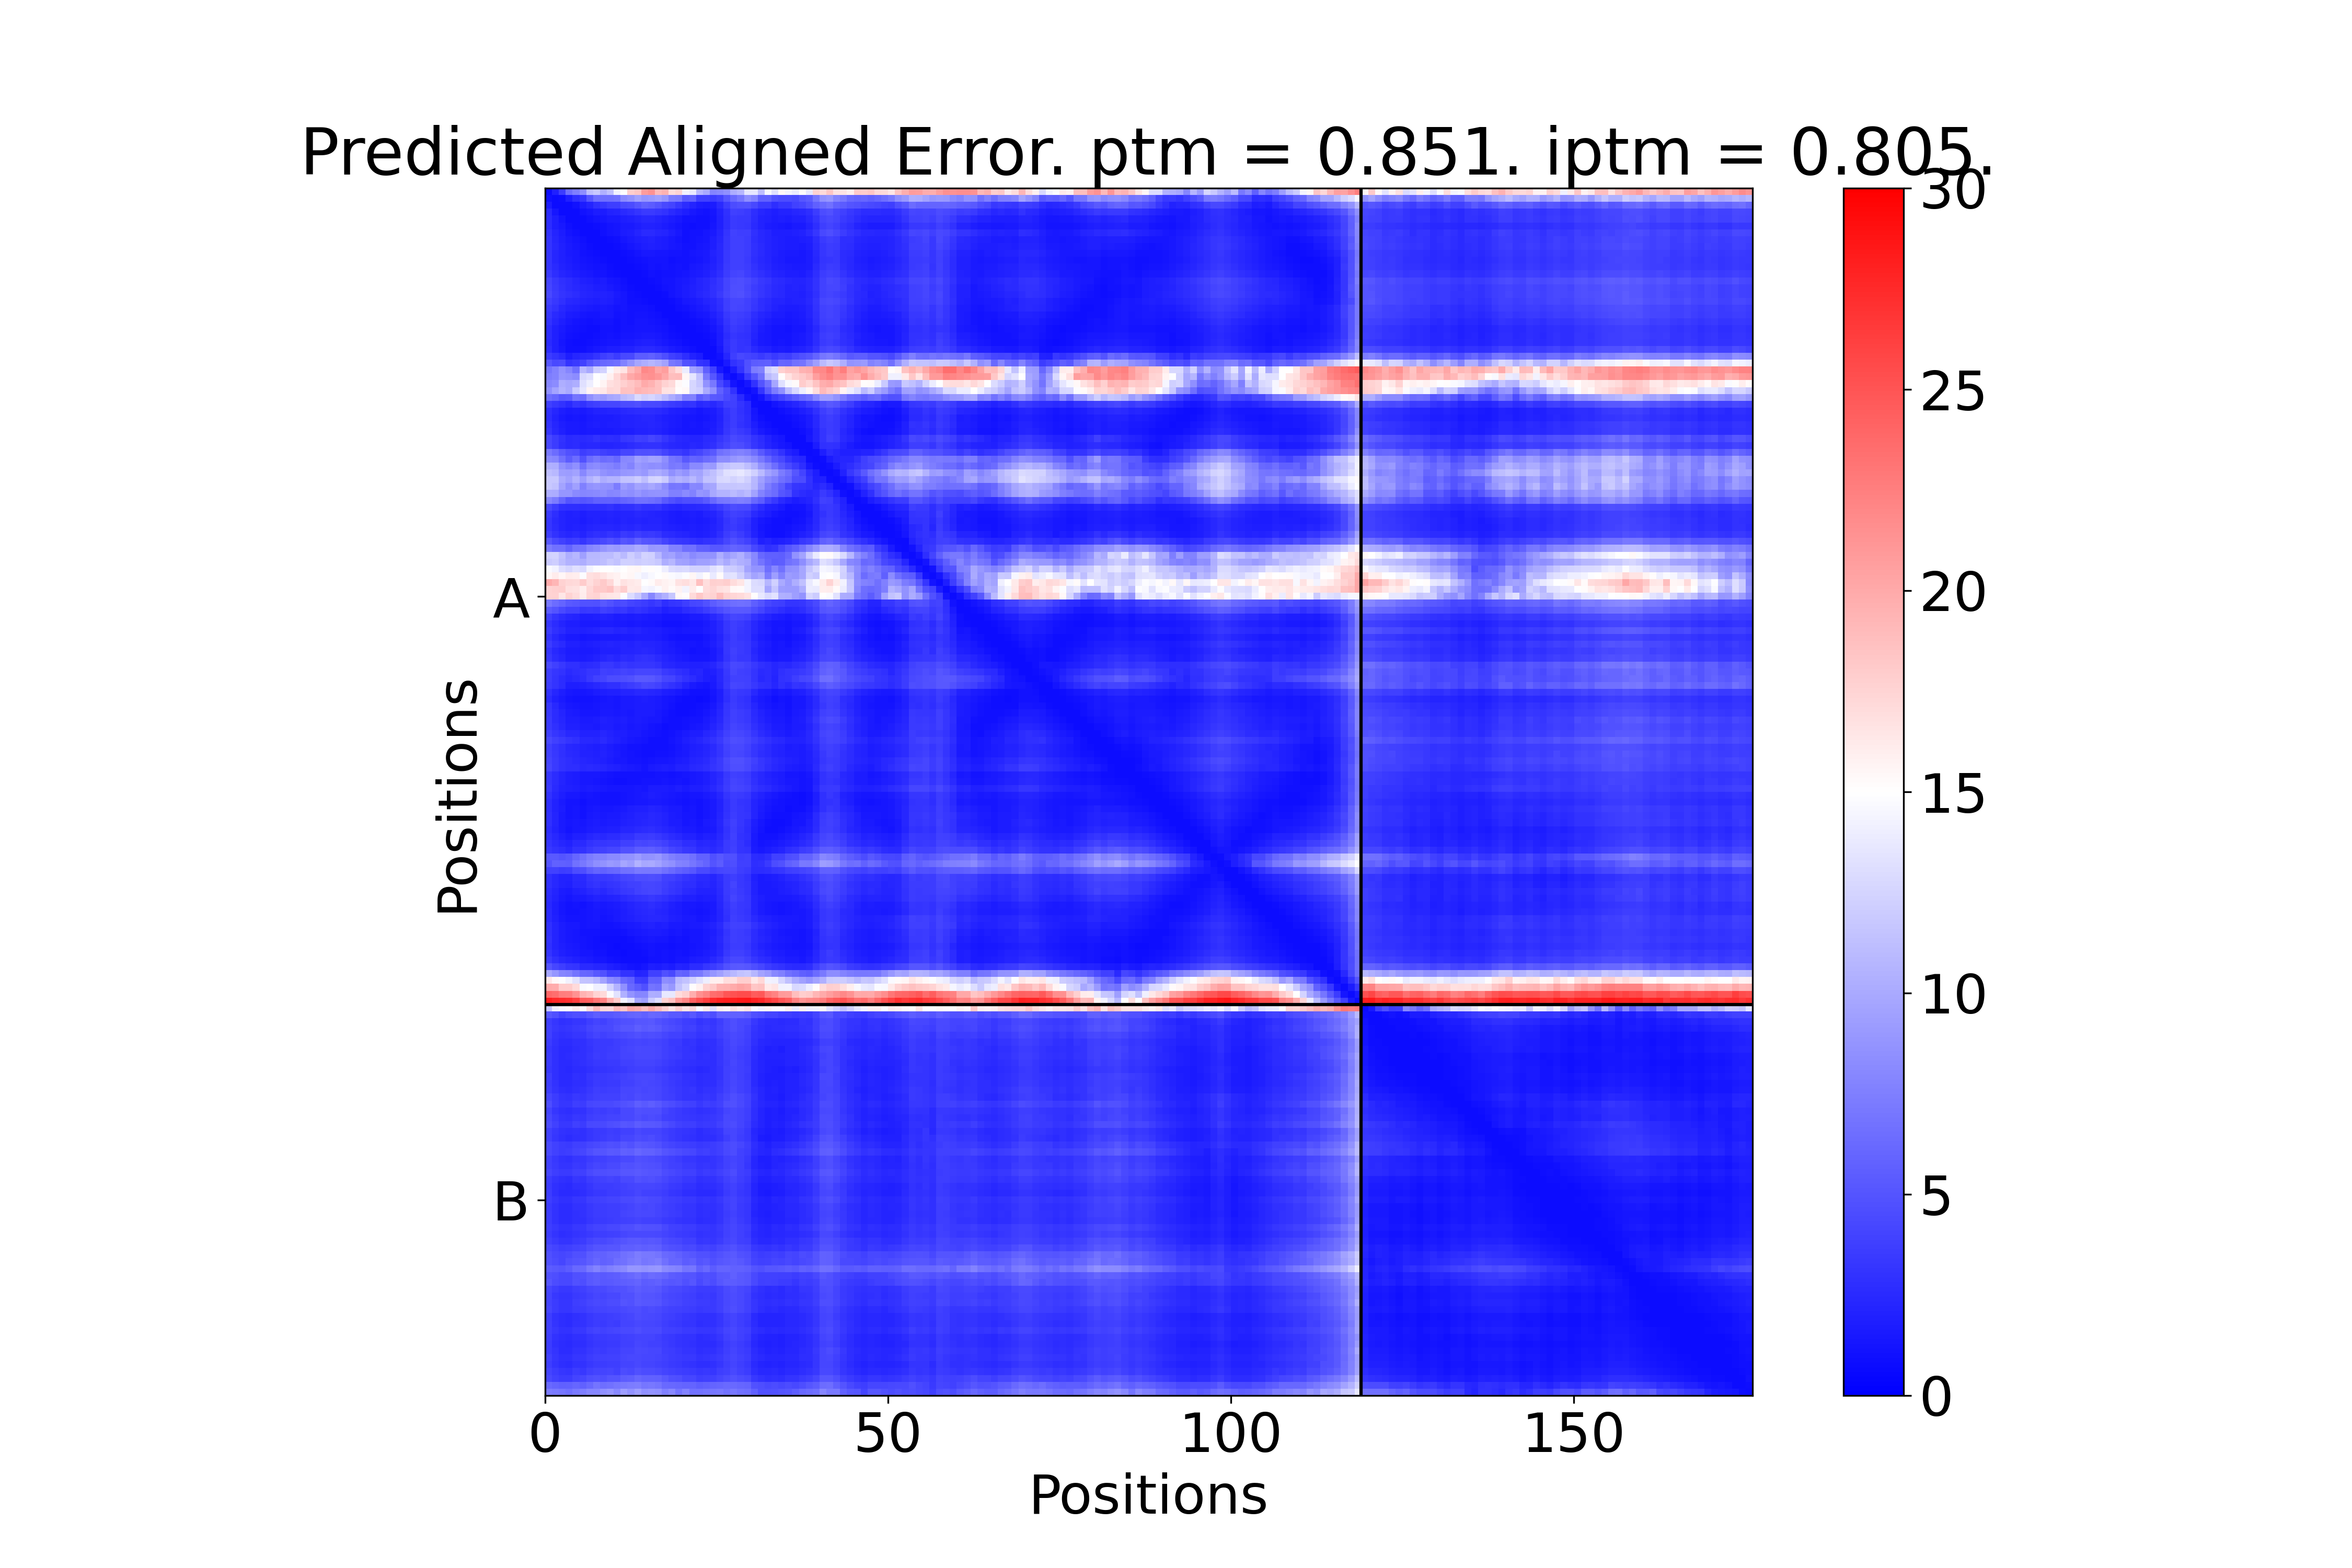 Predicted Aligned Error. ptm = 0.851. iptm = 0.805.
30
25
20
15
10
5
0
A
B
Positions
0 50 100 150
Positions